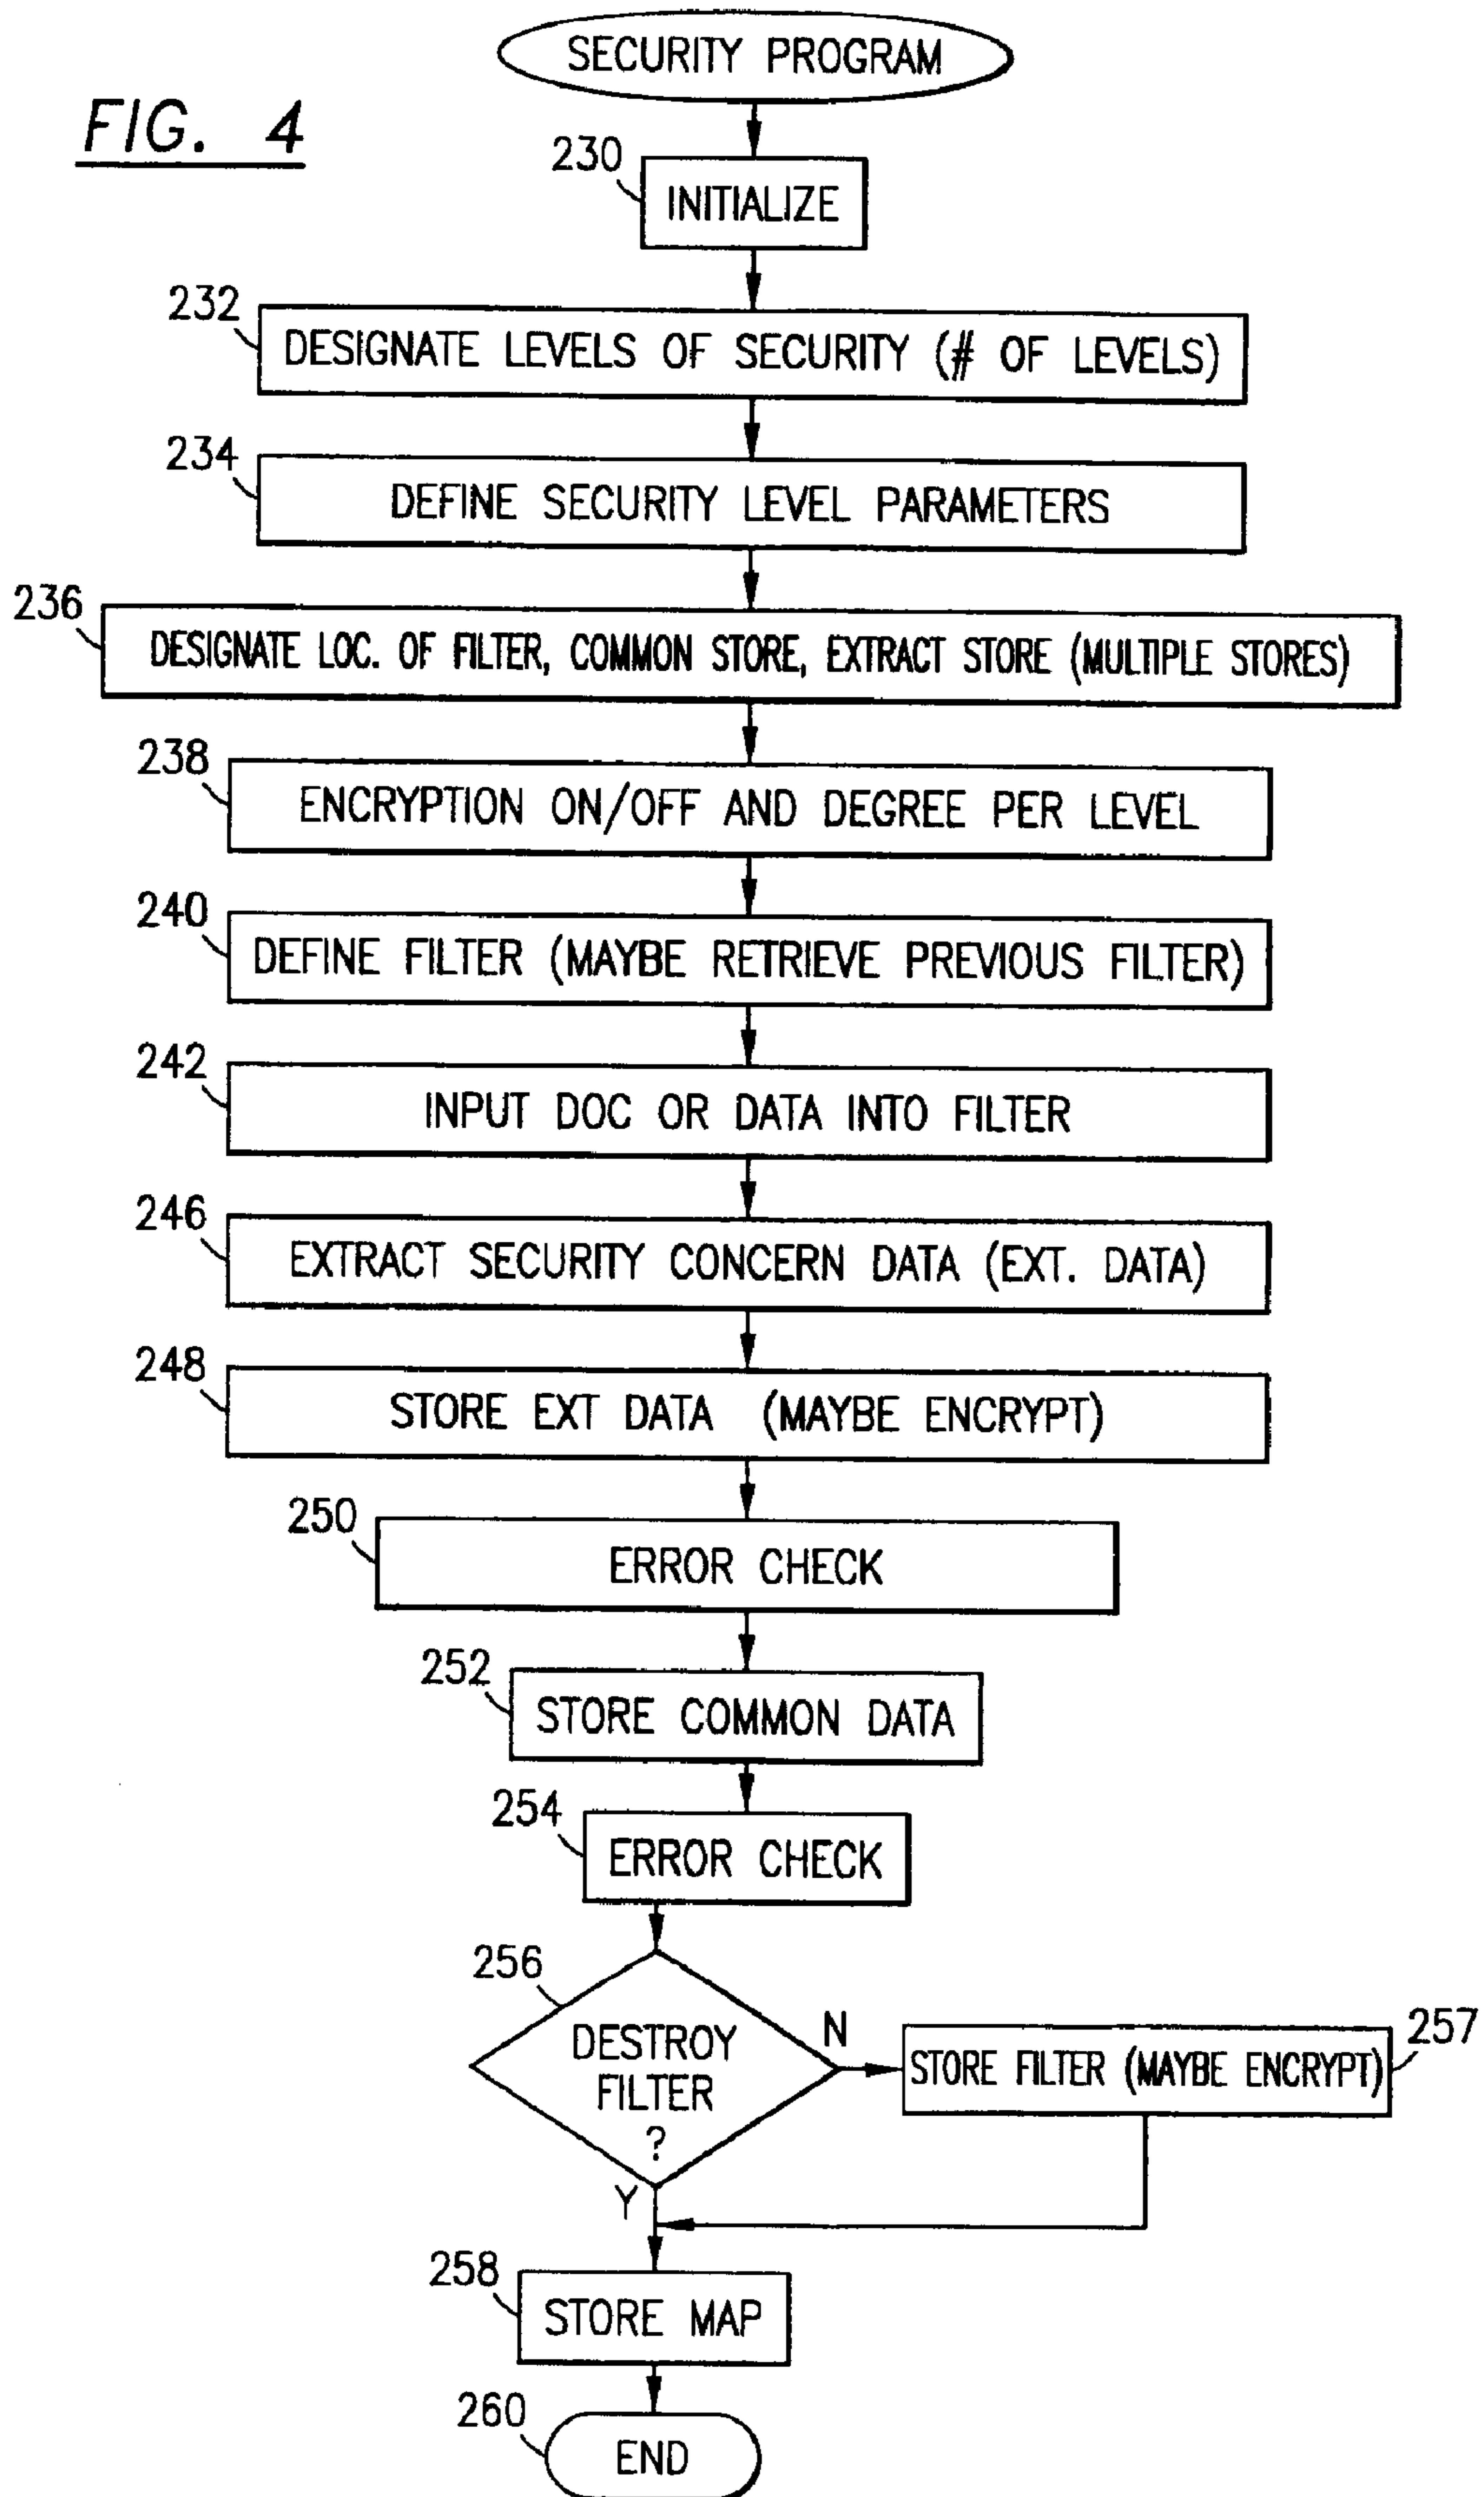 SECURITY PROGRAM
FIG. 4
230
INITIALIZE
232
DESIGNATE LEVELS OF SECURITY (# OF LEVELS)
234
DEFINE SECURITY LEVEL PARAMETERS
236
DESIGNATE LOC. OF FILTER, COMMON STORE, EXTRACT STORE (MULTIPLE STORES)
238
ENCRYPTION ON/OFF AND DEGREE PER LEVEL
240
DEFINE FILTER (MAYBE RETRIEVE PREVIOUS FILTER)
242
INPUT DOC OR DATA INTO FILTER
246
EXTRACT SECURITY CONCERN DATA (EXT. DATA)
248
STORE EXT DATA (MAYBE ENCRYPT)
250
ERROR CHECK
252
STORE COMMON DATA
254
ERROR CHECK
256
DESTROY
FILTER
?
N
257
STORE FILTER (MAYBE ENCRYPT)
Y
258
STORE MAP
260
END